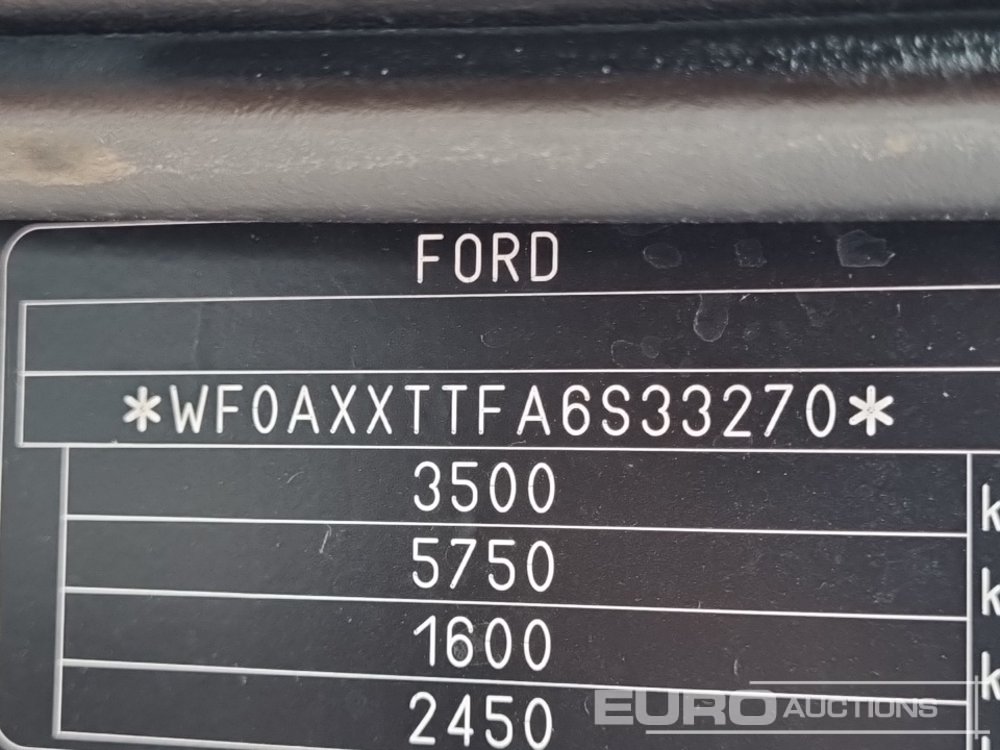 FORD
*WF0AXXTTFA6S33270*
3500 k
5750 k
1600 k
2450
EURO AUCTIONS